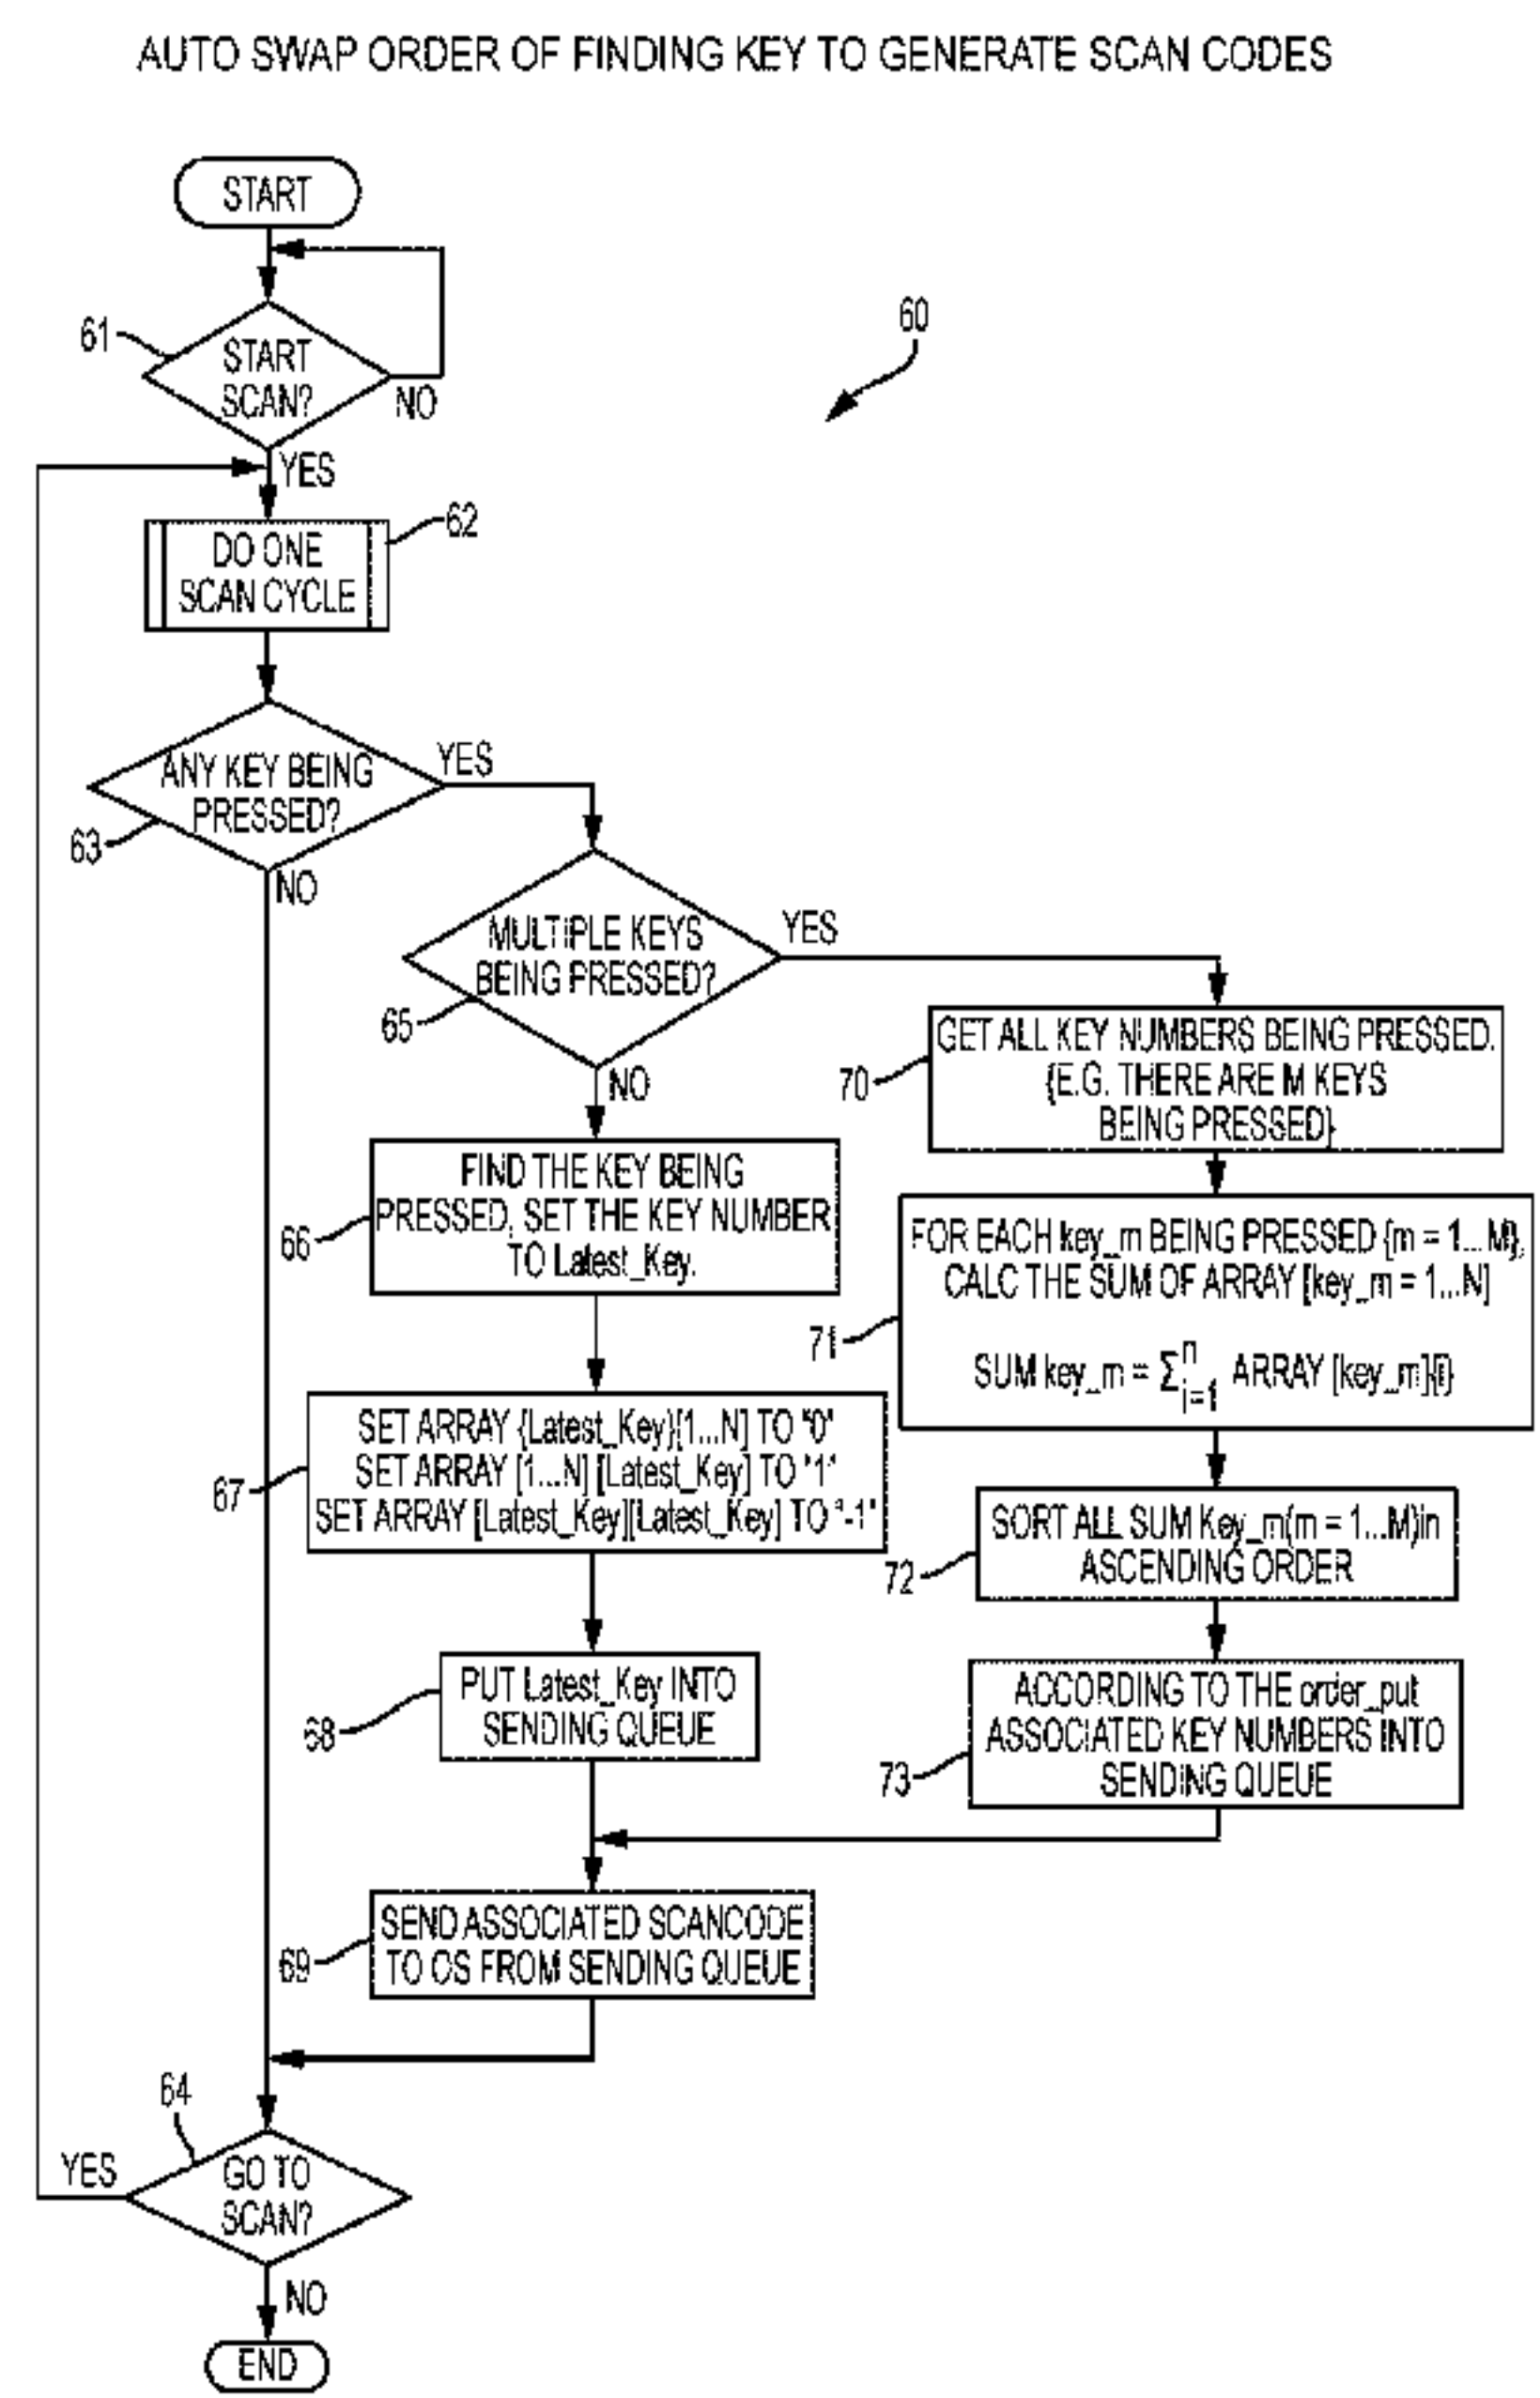 AUTO SWAP ORDER OF FINDING KEY TO GENERATE SCAN CODES
START
60
61
START
SCAN?
NO
YES
62
DO ONE
SCAN CYCLE
ANY KEY BEING
PRESSED?
YES
63
NO
MULTIPLE KEYS
BEING PRESSED?
YES
65
NO
GET ALL KEY NUMBERS BEING PRESSED.
{E.G. THERE ARE M KEYS
BEING PRESSED}
70
FIND THE KEY BEING
PRESSED, SET THE KEY NUMBER
TO Latest_Key.
66
FOR EACH key_m BEING PRESSED {m = 1...M},
CALC THE SUM OF ARRAY [key_m = 1...N]
SUM key_m = Σ n i=1 ARRAY [key_m][i]
71
SET ARRAY {Latest_Key}[1...N] TO "0"
SET ARRAY [1...N] [Latest_Key] TO "1"
SET ARRAY [Latest_Key][Latest_Key] TO "-1"
67
SORT ALL SUM Key_m(m = 1...M)in
ASCENDING ORDER
72
PUT Latest_Key INTO
SENDING QUEUE
68
ACCORDING TO THE order_put
ASSOCIATED KEY NUMBERS INTO
SENDING QUEUE
73
SEND ASSOCIATED SCANCODE
TO OS FROM SENDING QUEUE
69
64
GO TO
SCAN?
YES
NO
END